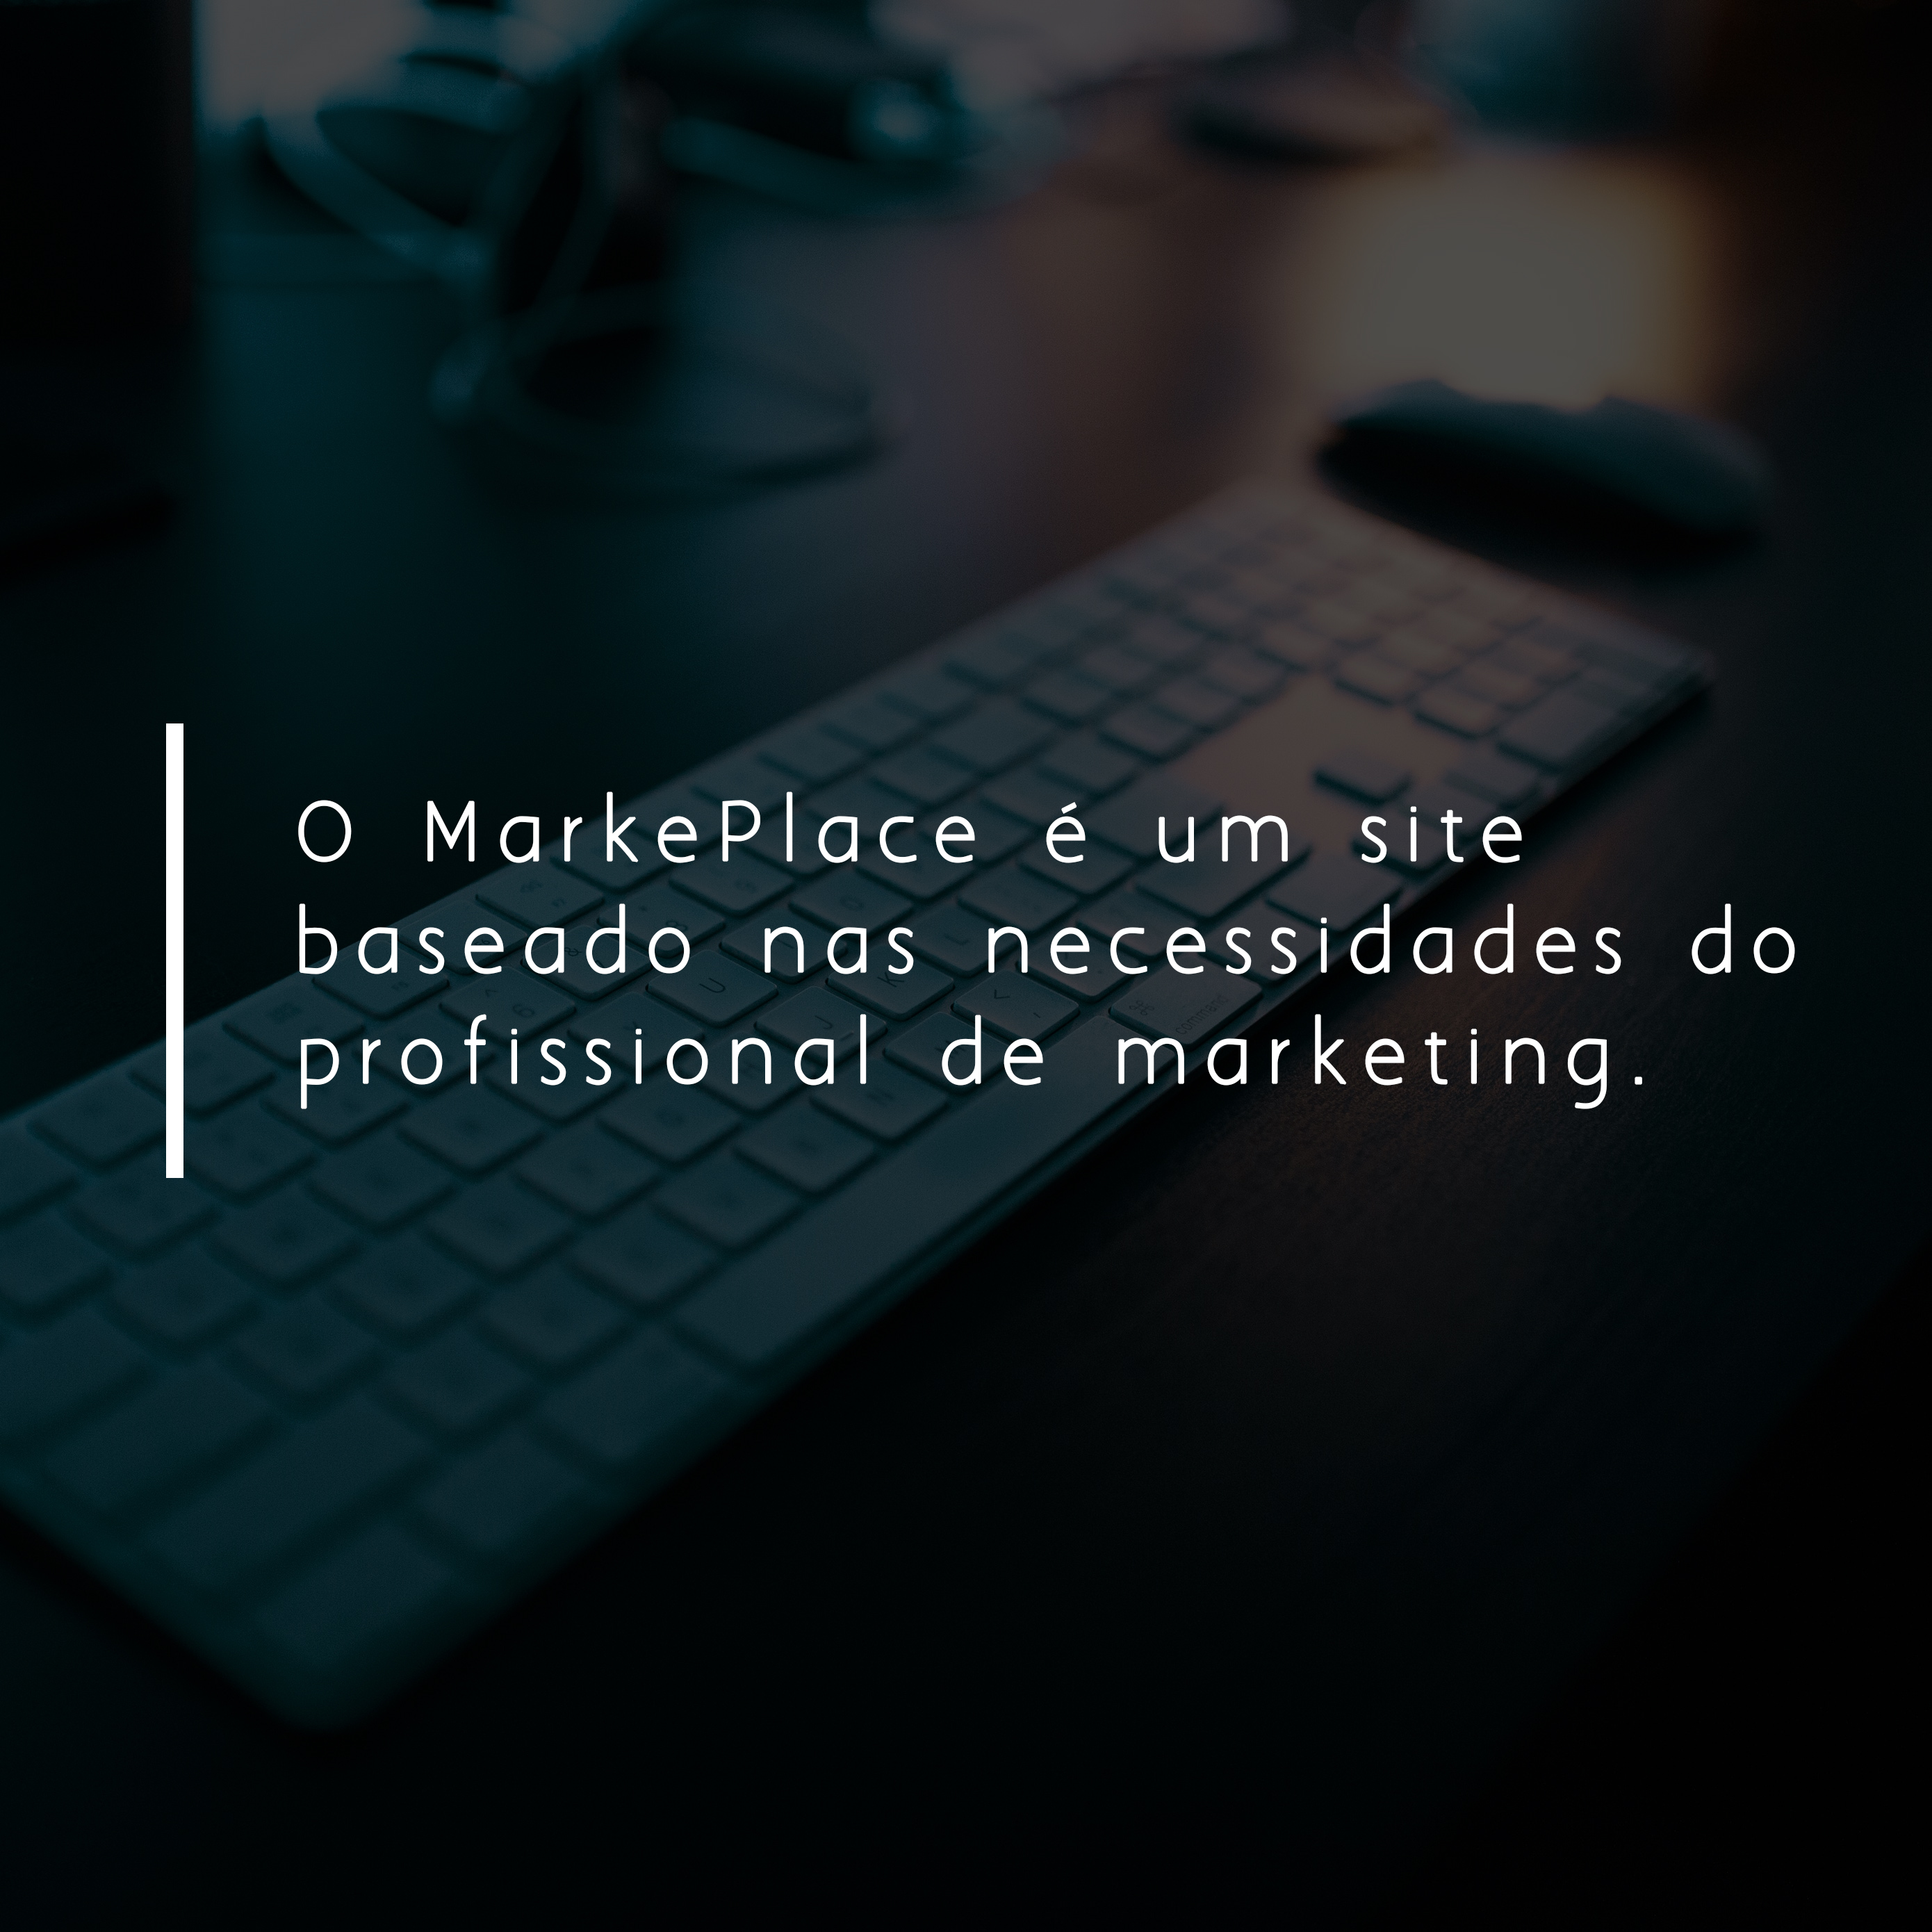 O MarkePlace é um site
baseado nas necessidades do
profissional de marketing.